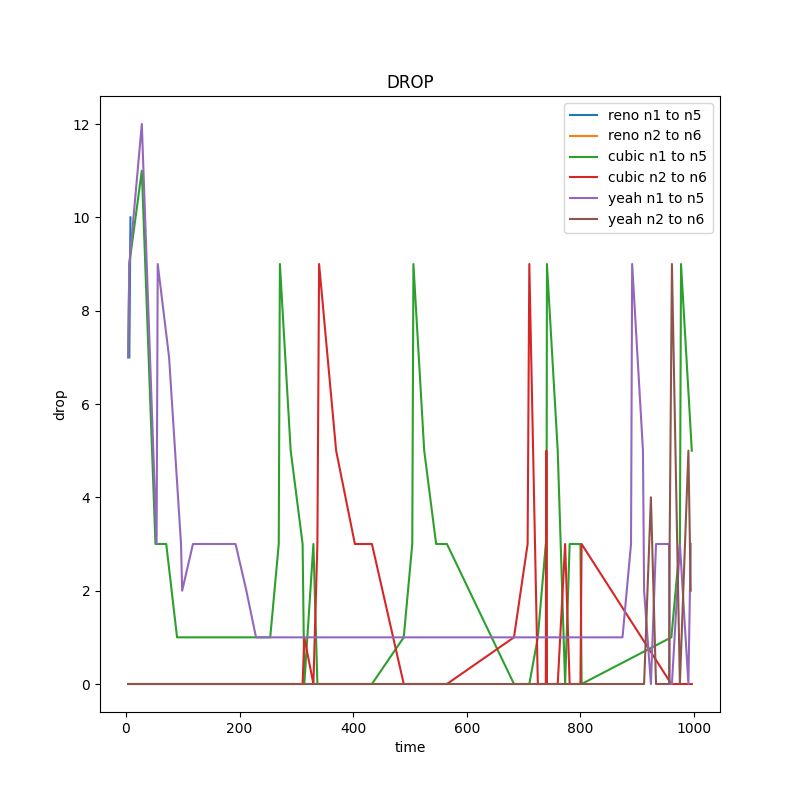 DROP
reno n1 to n5
reno n2 to n6
cubic n1 to n5
cubic n2 to n6
yeah n1 to n5
yeah n2 to n6
drop
12
10
8
6
4
2
0
0 200 400 600 800 1000
time